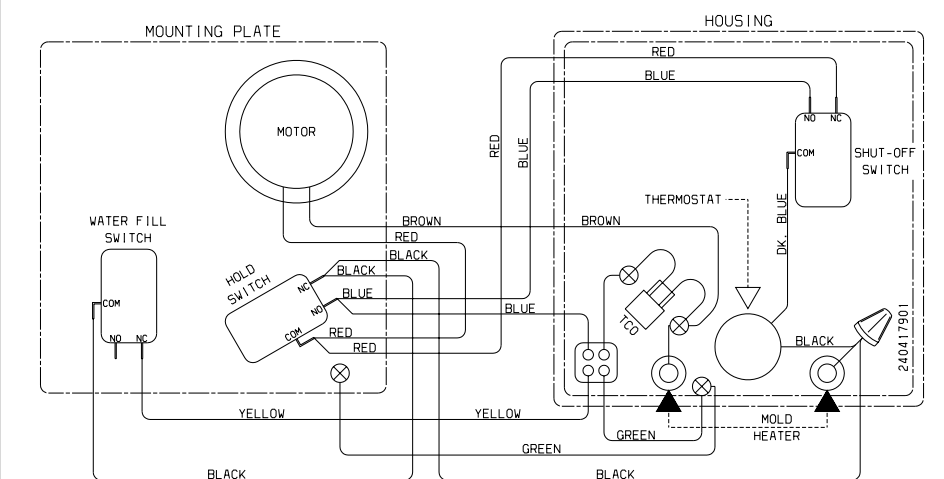 HOUSING
MOUNTING PLATE
RED
BLUE
NO NC
MOTOR
RED
BLUE
COM
SHUT-OFF
SWITCH
THERMOSTAT
DK. BLUE
WATER FILL
SWITCH
BROWN
BROWN
RED
BLACK
BLACK
HOLD
SWITCH
NC
NO
COM
BLUE
BLUE
COM
NO NC
RED
RED
TCO
BLACK
240417901
YELLOW
YELLOW
MOLD
HEATER
GREEN
GREEN
BLACK
BLACK